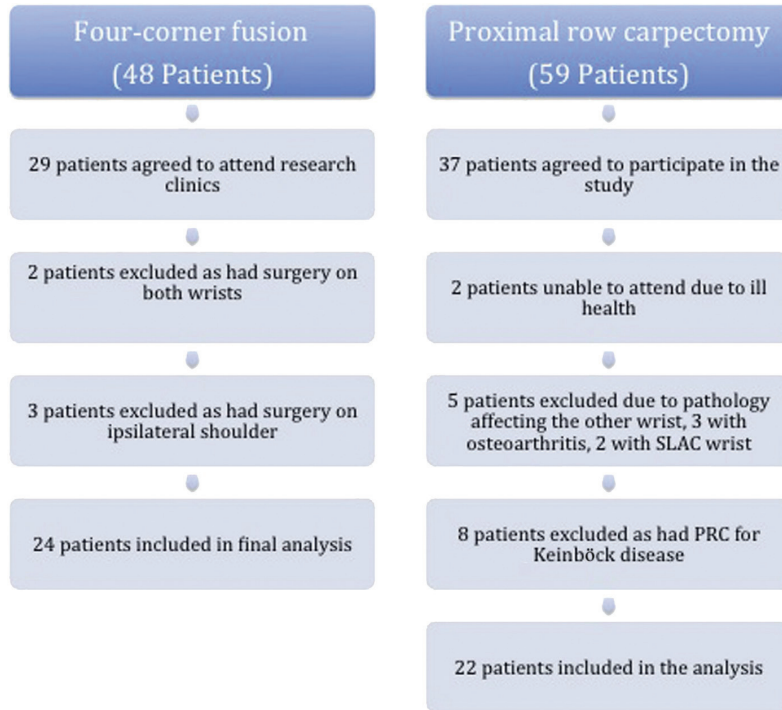 Four-corner fusion
(48 Patients)
29 patients agreed to attend research
clinics
2 patients excluded as had surgery on
both wrists
3 patients excluded as had surgery on
ipsilateral shoulder
24 patients included in final analysis
Proximal row carpectomy
(59 Patients)
37 patients agreed to participate in the
study
2 patients unable to attend due to ill
health
5 patients excluded due to pathology
affecting the other wrist, 3 with
osteoarthritis, 2 with SLAC wrist
8 patients excluded as had PRC for
Keinböck disease
22 patients included in the analysis